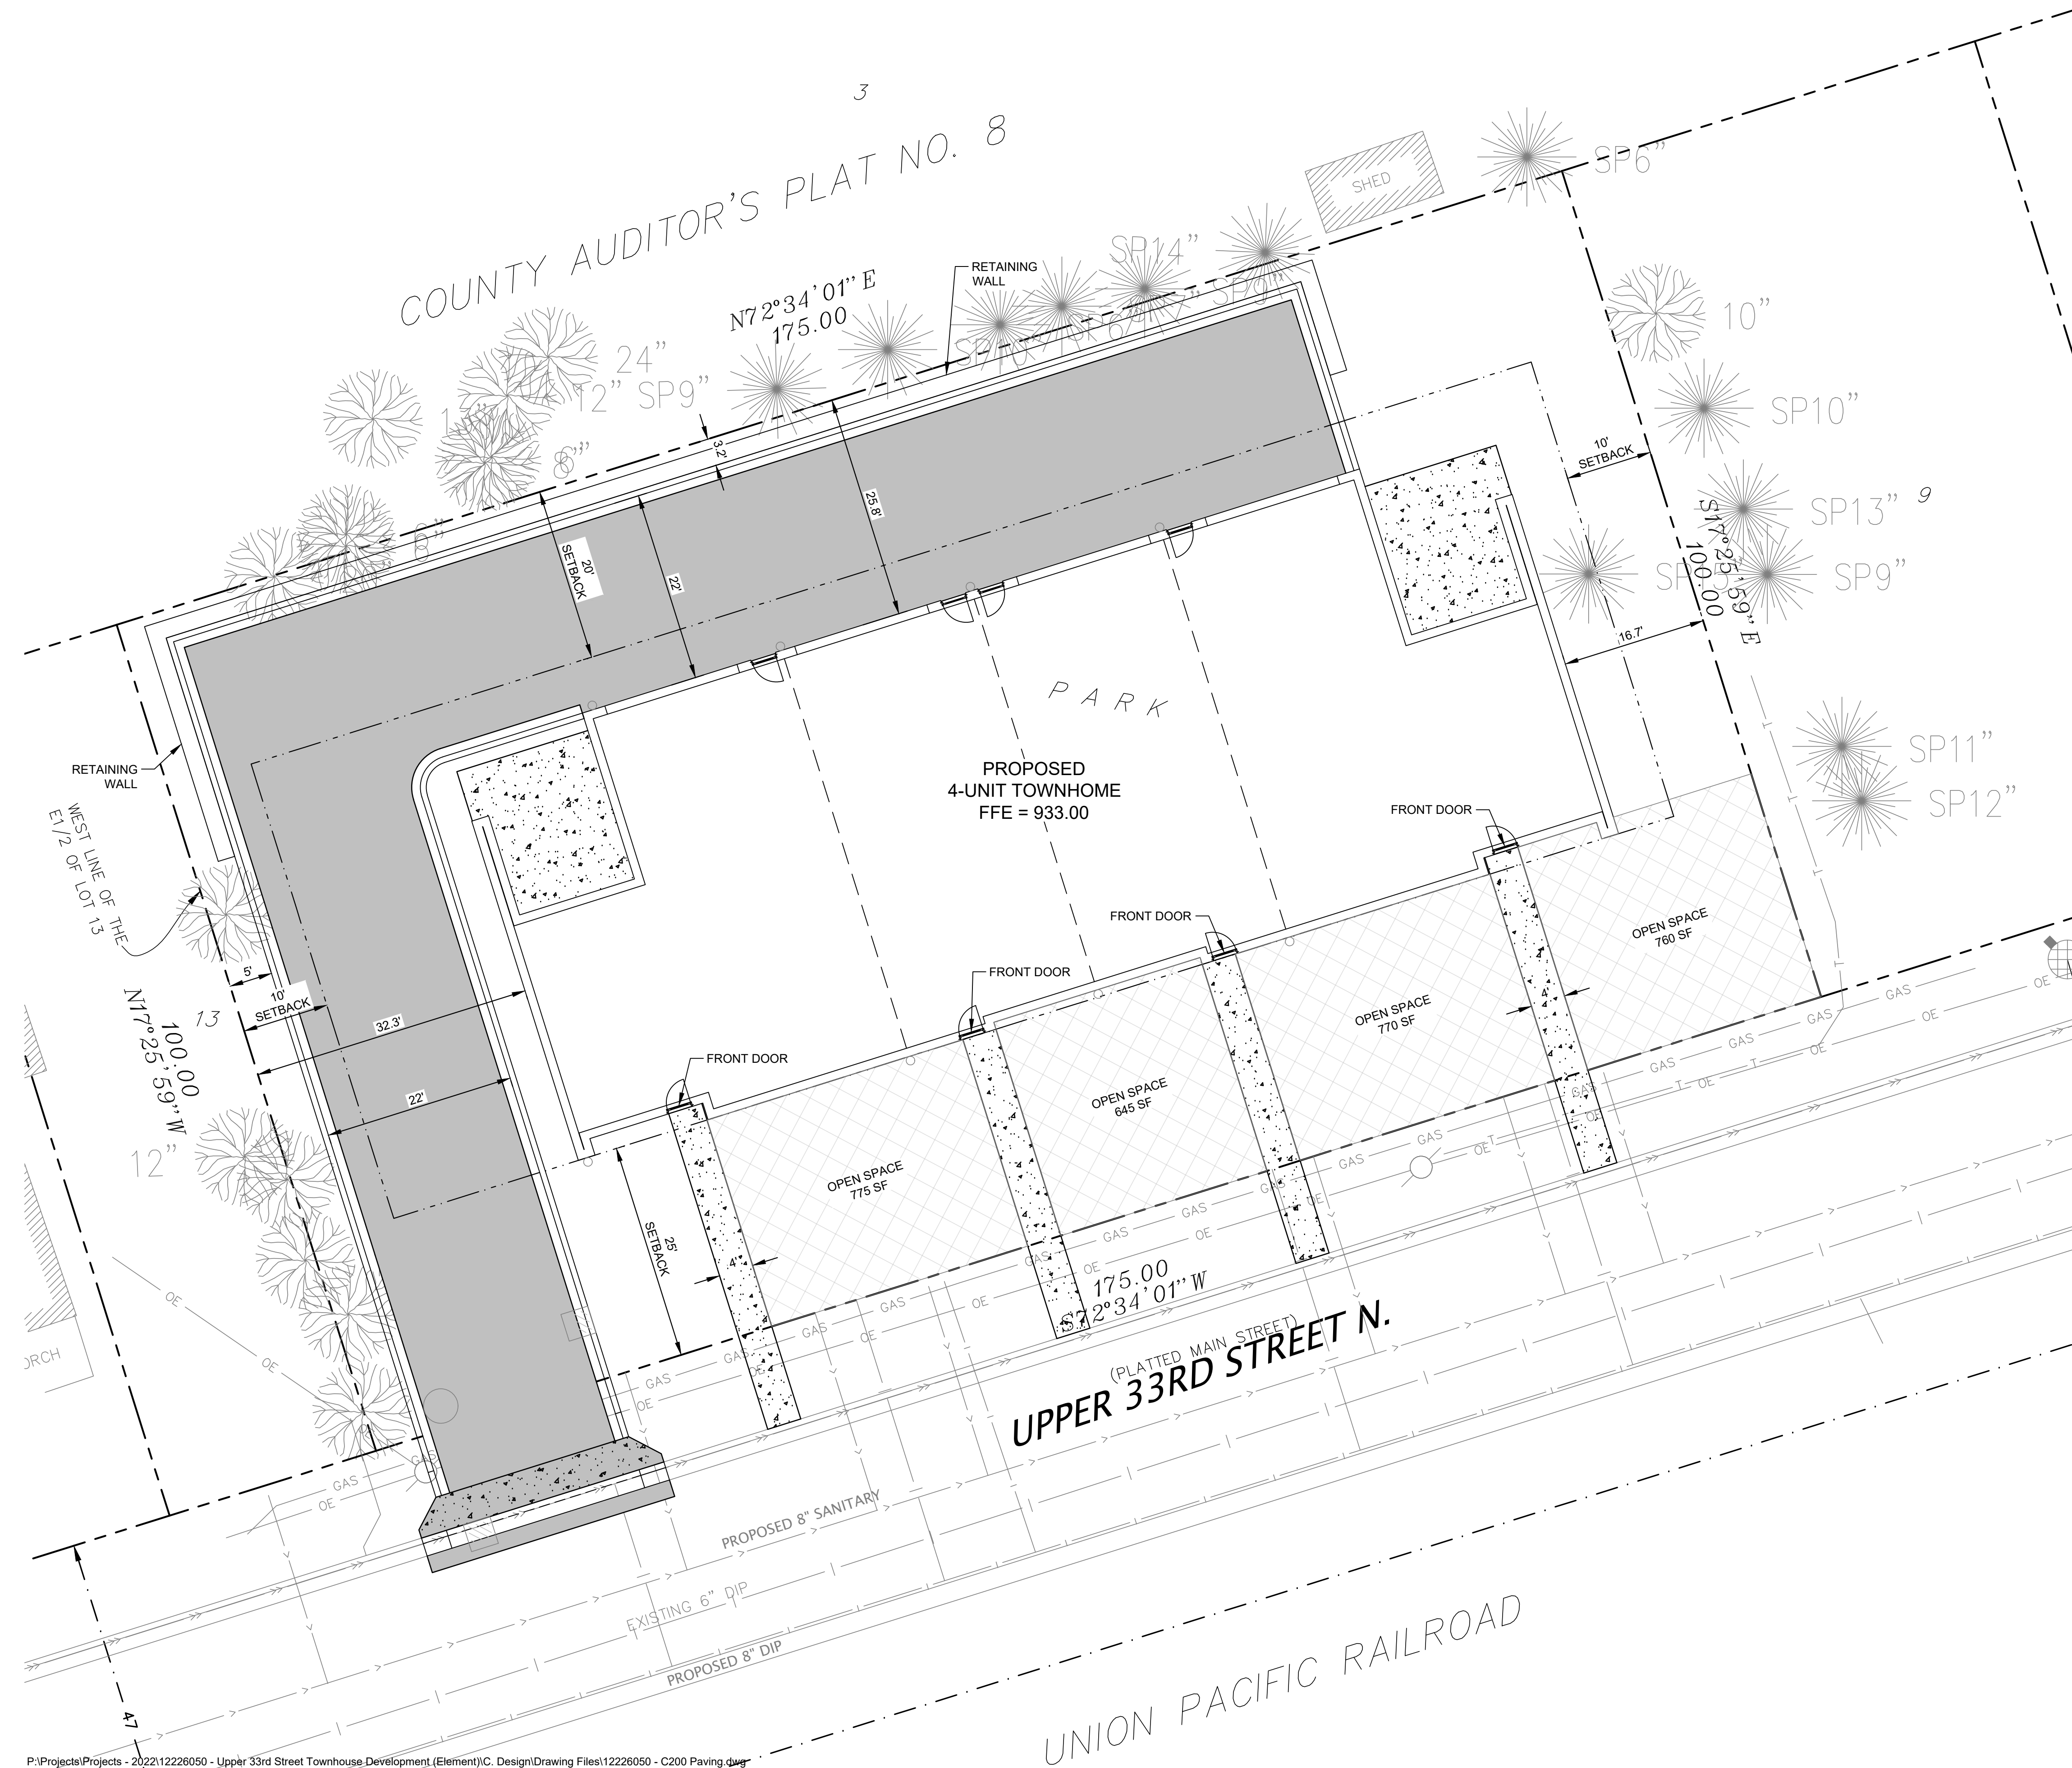 3
COUNTY AUDITOR'S PLAT NO. 8
SHED
SP6"
SP14"
RETAINING
WALL
N72°34'01" E
175.00
SP9"
10"
24"
12" SP9"
SP10"
10'
SETBACK
3.2'
25.8'
SP13"
9
6"
8"
S17°25'59" E
100.00
20'
SETBACK
22'
SP9"
16.7'
PARK
SP11"
SP12"
PROPOSED
4-UNIT TOWNHOME
FFE = 933.00
RETAINING
WALL
WEST LINE OF THE
E1/2 OF LOT 13
FRONT DOOR
FRONT DOOR
FRONT DOOR
FRONT DOOR
OPEN SPACE
760 SF
OPEN SPACE
770 SF
OPEN SPACE
645 SF
OPEN SPACE
775 SF
5'
10'
SETBACK
13
N17°25'59" W
100.00
32.3'
22'
12"
4'
4'
25'
SETBACK
GAS
OE
T
175.00
S72°34'01" W
(PLATTED MAIN STREET)
UPPER 33RD STREET N.
PROPOSED 8" SANITARY
EXISTING 6" DIP
PROPOSED 8" DIP
UNION PACIFIC RAILROAD
47
P:\Projects\Projects - 2022\12226050 - Upper 33rd Street Townhouse Development (Element)\C. Design\Drawing Files\12226050 - C200 Paving.dwg